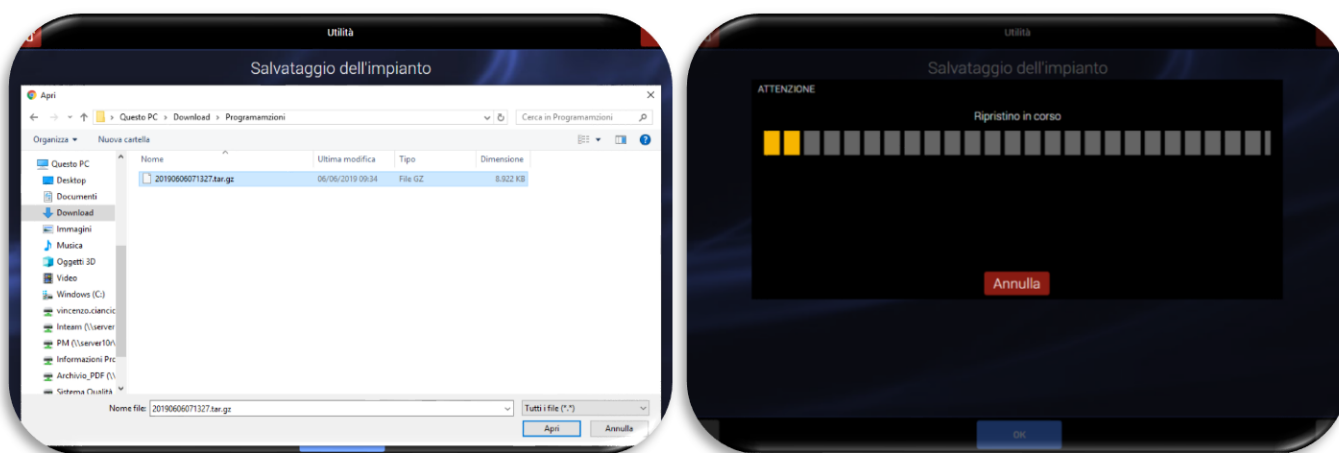 Utilità
Salvataggio dell'impianto
Apri
Questo PC > Download > Programamzioni
Cerca in Programamzioni
Organizza
Nuova cartella
Nome
Ultima modifica
Tipo
Dimensione
20190606071327.tar.gz
06/06/2019 09:34
File GZ
8.922 KB
Questo PC
Desktop
Documenti
Download
Immagini
Musica
Oggetti 3D
Video
Windows (C:)
vincenzo.ciancio
Inteam (\\server
PM (\\server10\
Informazioni Pro
Archivio_PDF (\\
Sistema Qualità
Nome file: 20190606071327.tar.gz
Tutti i file (*.*)
Apri
Annulla
Utilità
Salvataggio dell'impianto
ATTENZIONE
Ripristino in corso
Annulla
OK